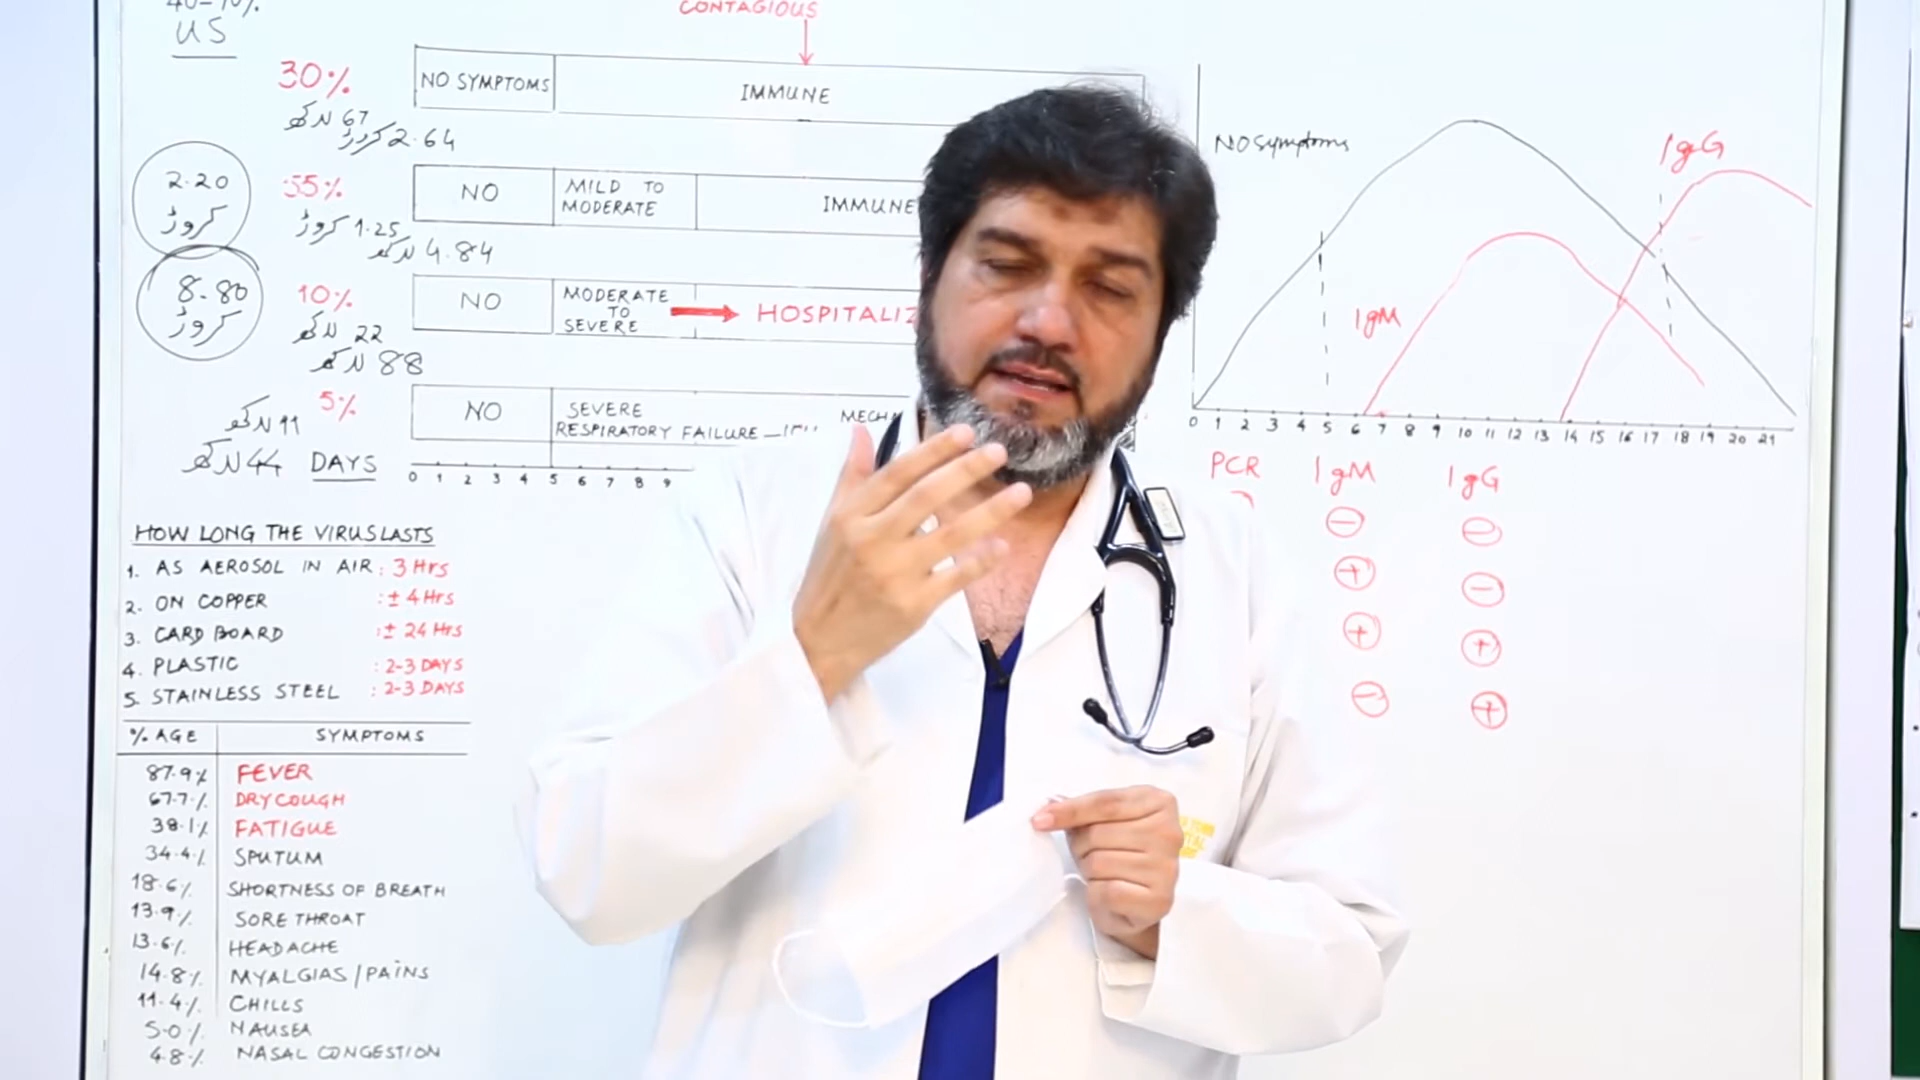 US
CONTAGIOUS
30%
NO SYMPTOMS
IMMUNE
67 لاکھ
2.64 کروڑ
2.20
کروڑ
55%
NO
MILD TO
MODERATE
IMMUNE
1.25 کروڑ
4.84 لاکھ
8.80
کروڑ
10%
NO
MODERATE
TO
SEVERE
22 لاکھ
88 لاکھ
5%
NO
SEVERE
RESPIRATORY FAILURE
11 لاکھ
44 لاکھ
DAYS
0 1 2 3 4 5 6 7 8 9
HOW LONG THE VIRUS LASTS
1. AS AEROSOL IN AIR : 3 Hrs
2. ON COPPER : ± 4 Hrs
3. CARD BOARD : ± 24 Hrs
4. PLASTIC : 2-3 DAYS
5. STAINLESS STEEL : 2-3 DAYS
% AGE SYMPTOMS
87.9% FEVER
67.7% DRY COUGH
38.1% FATIGUE
34.4% SPUTUM
18.6% SHORTNESS OF BREATH
13.9% SORE THROAT
13.6% HEADACHE
14.8% MYALGIAS / PAINS
11.4% CHILLS
5.0% NAUSEA
4.8% NASAL CONGESTION
NO Symptoms
IgG
IgM
0 1 2 3 4 5 6 7 8 9 10 11 12 13 14 15 16 17 18 19 20 21
PCR IgM IgG
- -
+ -
+ +
- +